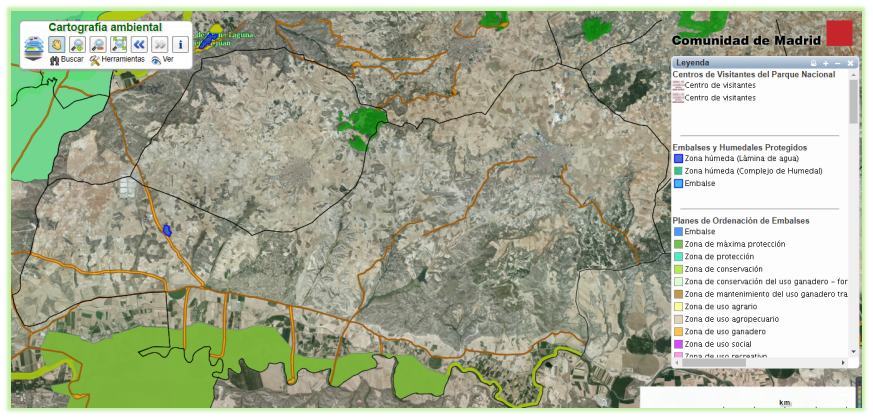 Cartografía ambiental
Buscar Herramientas Ver
Laguna
Comunidad de Madrid
Leyenda
Centros de Visitantes del Parque Nacional
Centro de visitantes
Centro de visitantes
Embalses y Humedales Protegidos
Zona húmeda (Làmina de agua)
Zona húmeda (Complejo de Humedal)
Embalse
Planes de Ordenación de Embalses
Embalse
Zona de màxima protección
Zona de protección
Zona de conservación
Zona de conservación del uso ganadero – for
Zona de mantenimiento del uso ganadero tra
Zona de uso agrario
Zona de uso agropecuario
Zona de uso ganadero
Zona de uso social
Zona de uso recreativo
km.